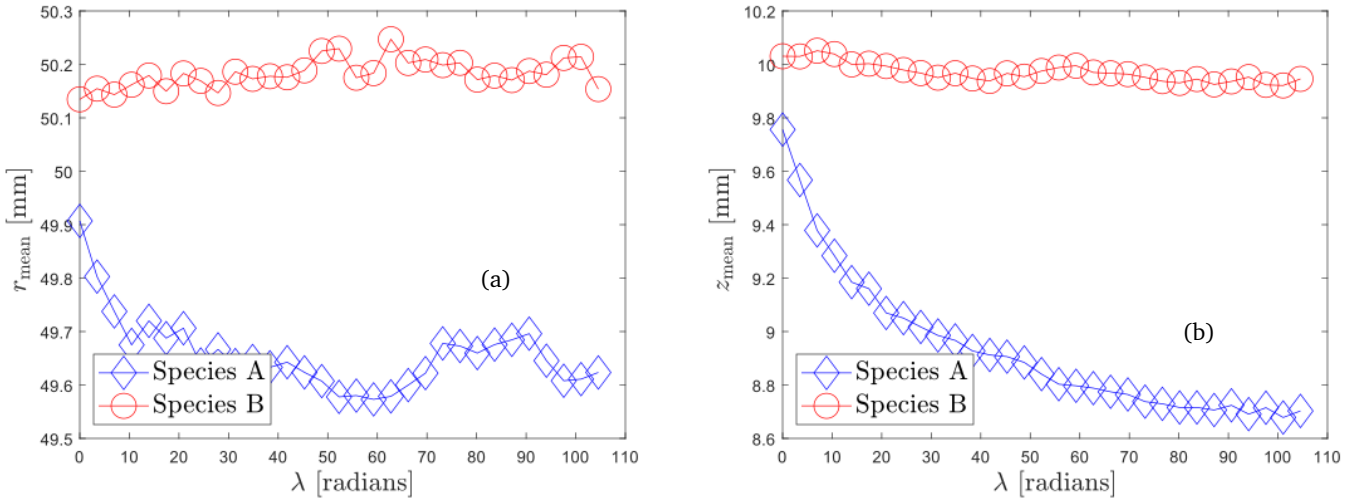 50.3
50.2
50.1
50
49.9
49.8
49.7
49.6
49.5
r_mean [mm]
(a)
Species A
Species B
0 10 20 30 40 50 60 70 80 90 100 110
λ [radians]
10.2
10
9.8
9.6
9.4
9.2
9
8.8
8.6
z_mean [mm]
(b)
Species A
Species B
0 10 20 30 40 50 60 70 80 90 100 110
λ [radians]